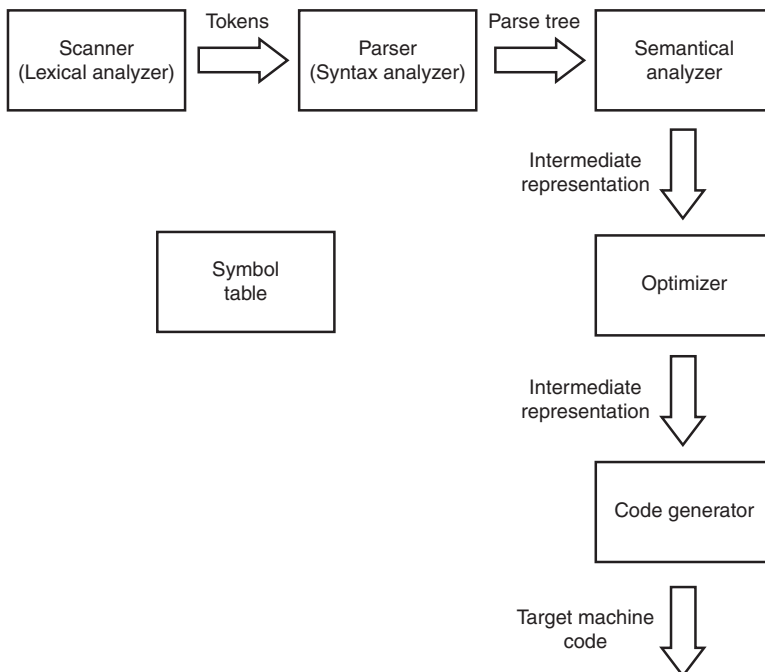 Scanner
(Lexical analyzer)
Tokens
Parser
(Syntax analyzer)
Parse tree
Semantical
analyzer
Intermediate
representation
Symbol
table
Optimizer
Intermediate
representation
Code generator
Target machine
code